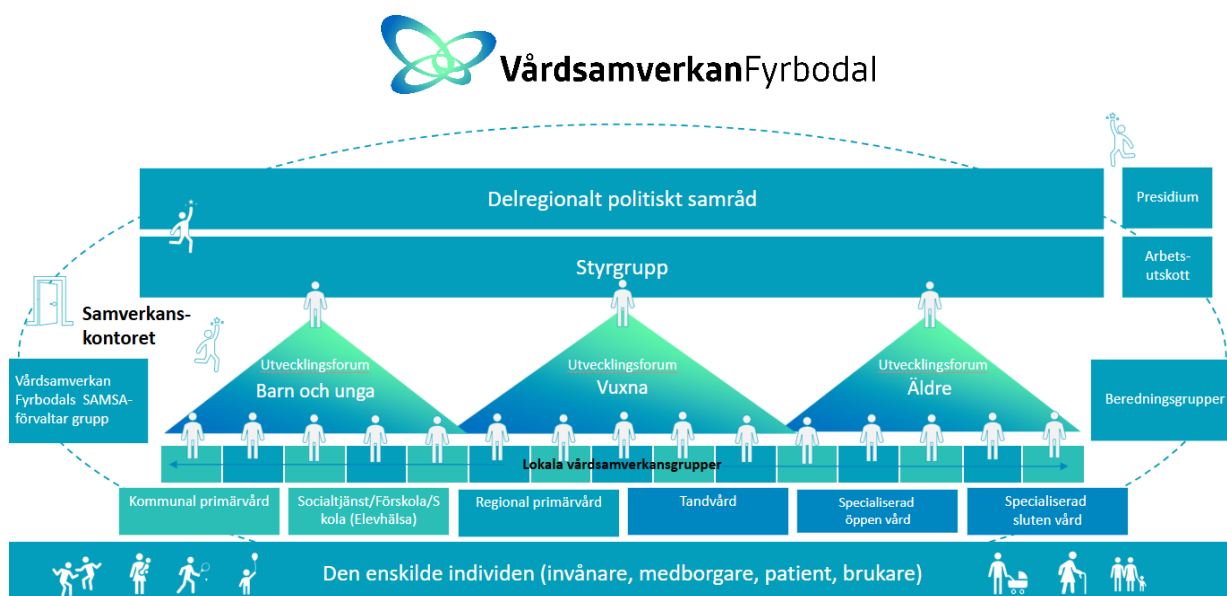 VårdsamverkanFyrbodal
Delregionalt politiskt samråd
Presidium
Styrgrupp
Arbets-
utskott
Samverkans-
kontoret
Utvecklingsforum
Barn och unga
Utvecklingsforum
Vuxna
Utvecklingsforum
Äldre
Vårdsamverkan
Fyrbodals SAMSA-
förvaltar grupp
Beredningsgrupper
Lokala vårdsamverkansgrupper
Kommunal primärvård
Socialtjänst/Förskola/S
kola (Elevhälsa)
Regional primärvård
Tandvård
Specialiserad
öppen vård
Specialiserad
sluten vård
Den enskilde individen (invånare, medborgare, patient, brukare)